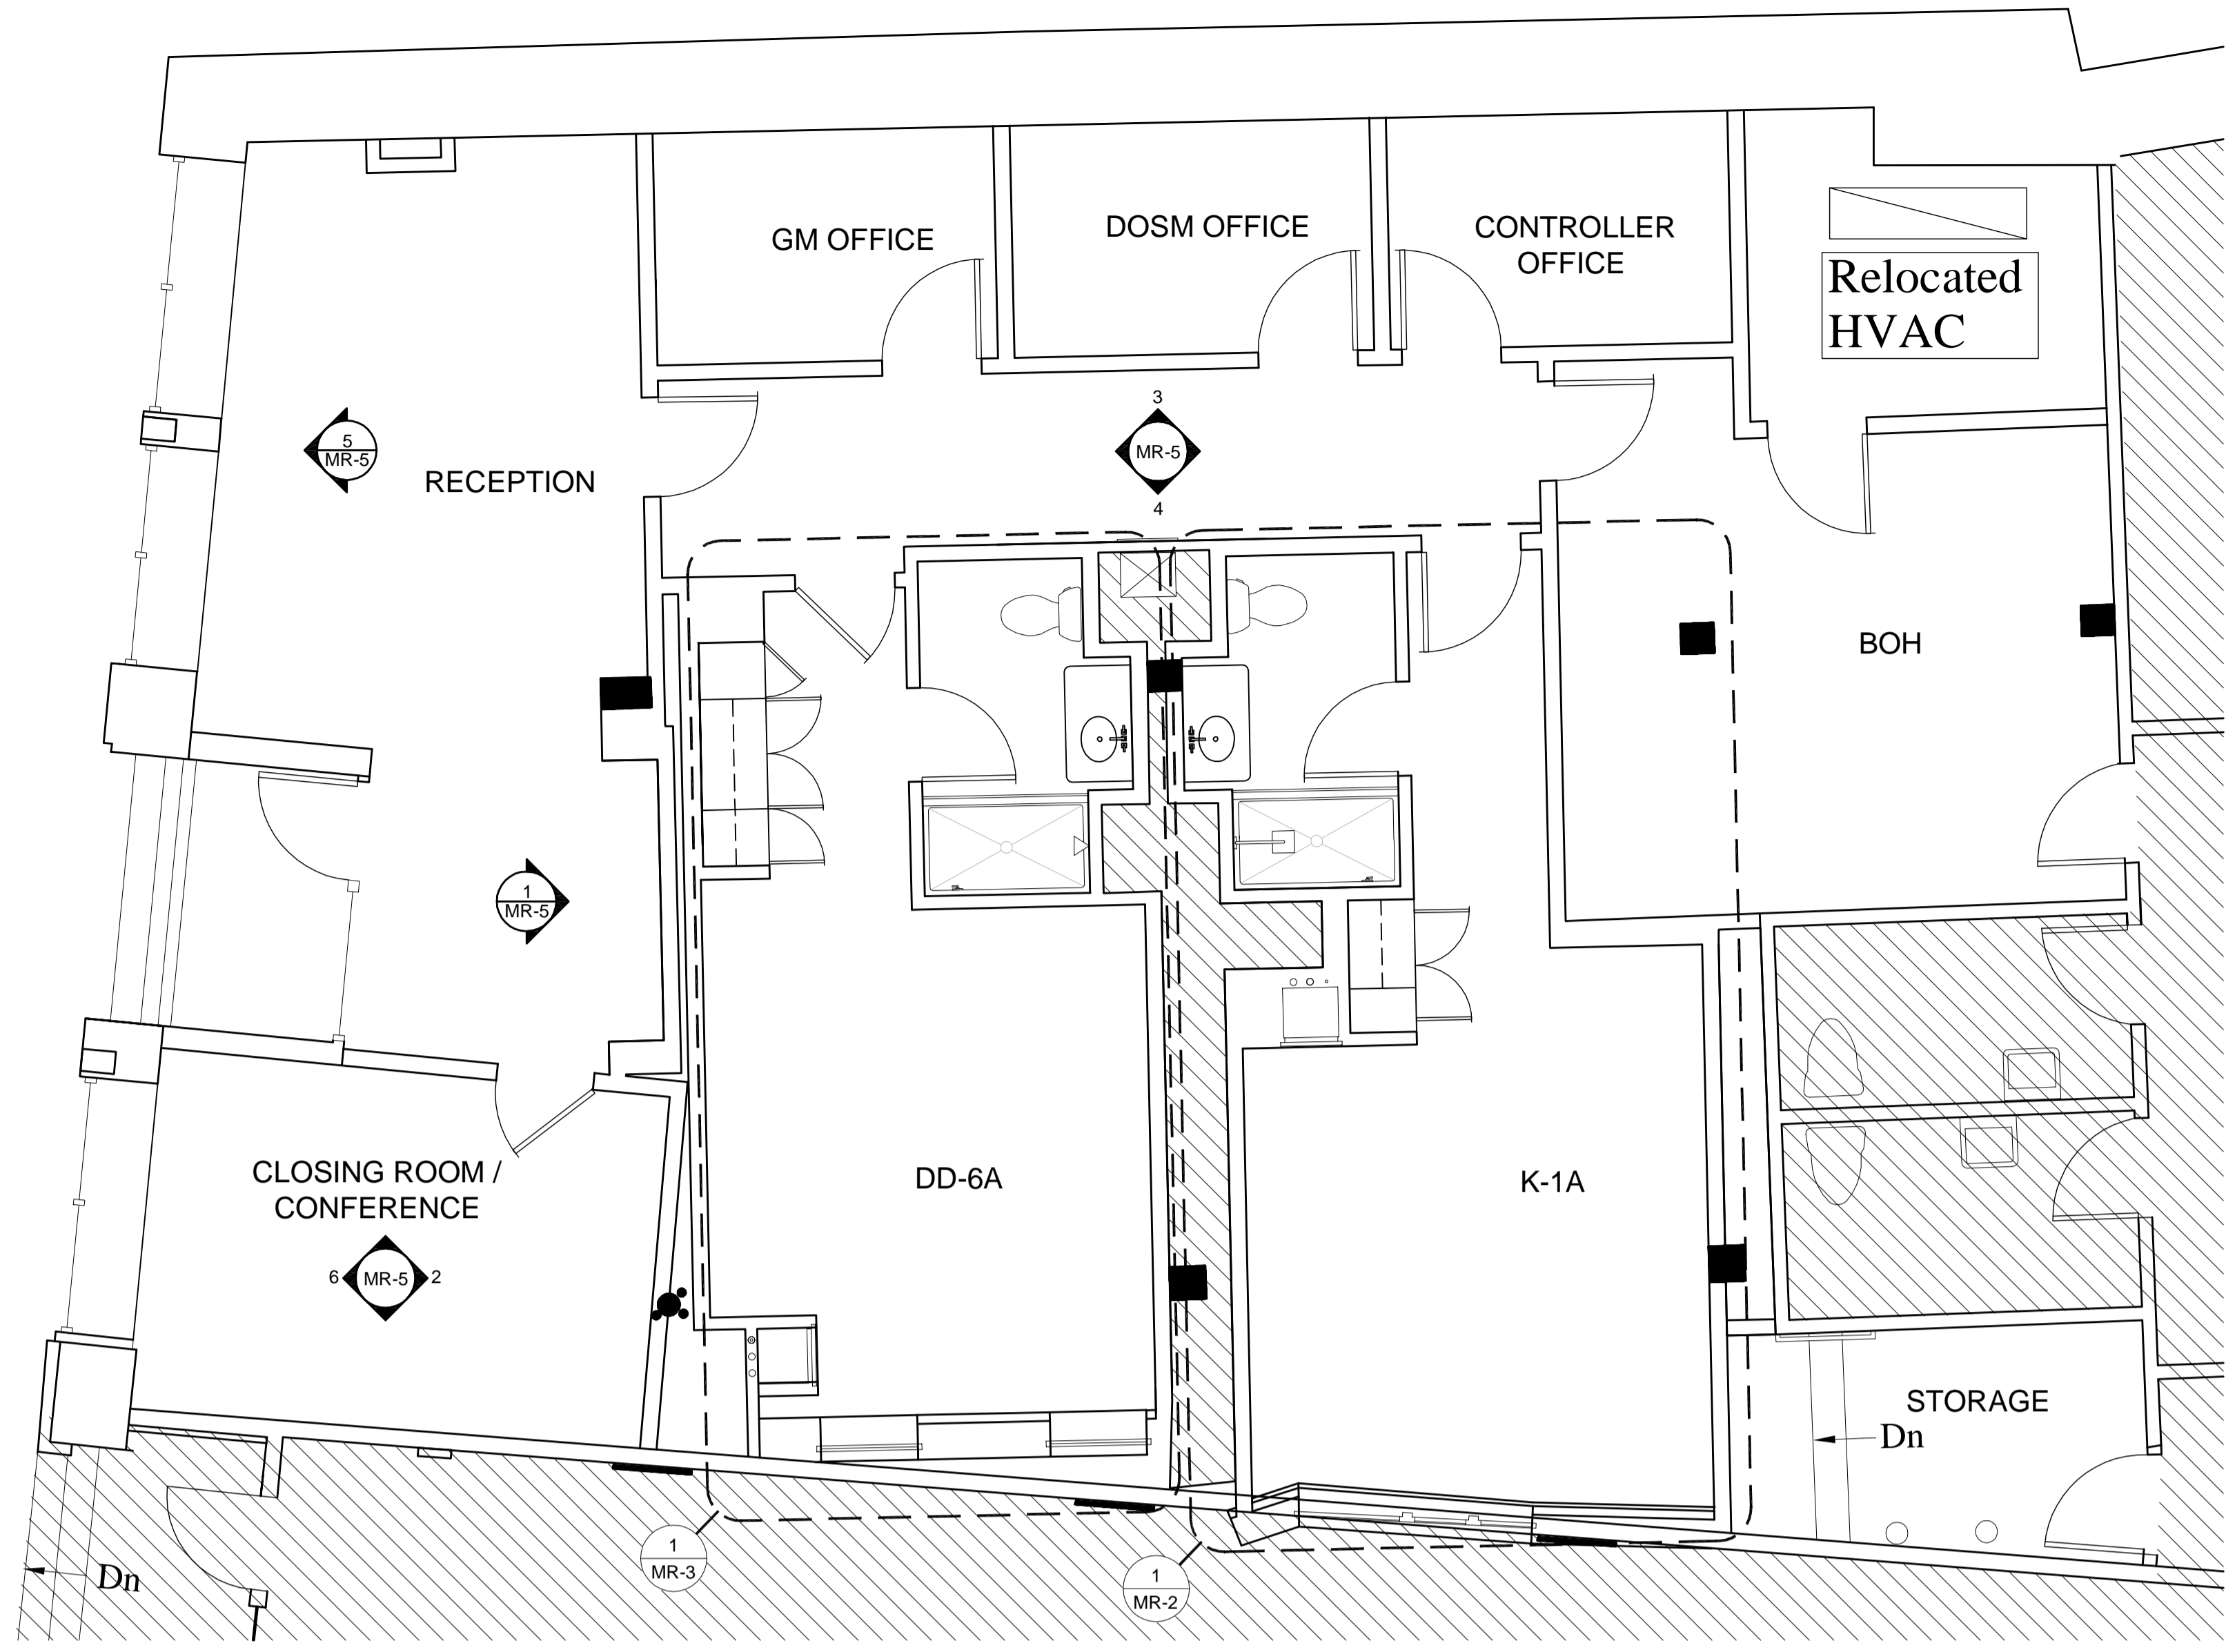 GM OFFICE
DOSM OFFICE
CONTROLLER
OFFICE
Relocated
HVAC
3
MR-5
4
5
MR-5
RECEPTION
BOH
1
MR-5
CLOSING ROOM /
CONFERENCE
6 MR-5 2
DD-6A
K-1A
STORAGE
Dn
1
MR-3
1
MR-2
Dn